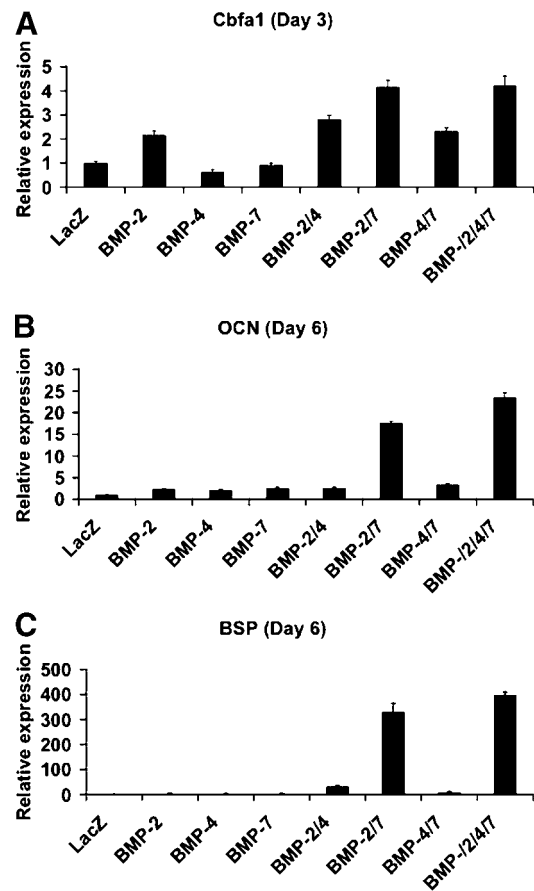 A
Cbfa1 (Day 3)
Relative expression
5
4
3
2
1
0
LacZ
BMP-2
BMP-4
BMP-7
BMP-2/4
BMP-2/7
BMP-4/7
BMP-/2/4/7
B
OCN (Day 6)
Relative expression
30
25
20
15
10
5
0
LacZ
BMP-2
BMP-4
BMP-7
BMP-2/4
BMP-2/7
BMP-4/7
BMP-/2/4/7
C
BSP (Day 6)
Relative expression
500
400
300
200
100
0
LacZ
BMP-2
BMP-4
BMP-7
BMP-2/4
BMP-2/7
BMP-4/7
BMP-/2/4/7